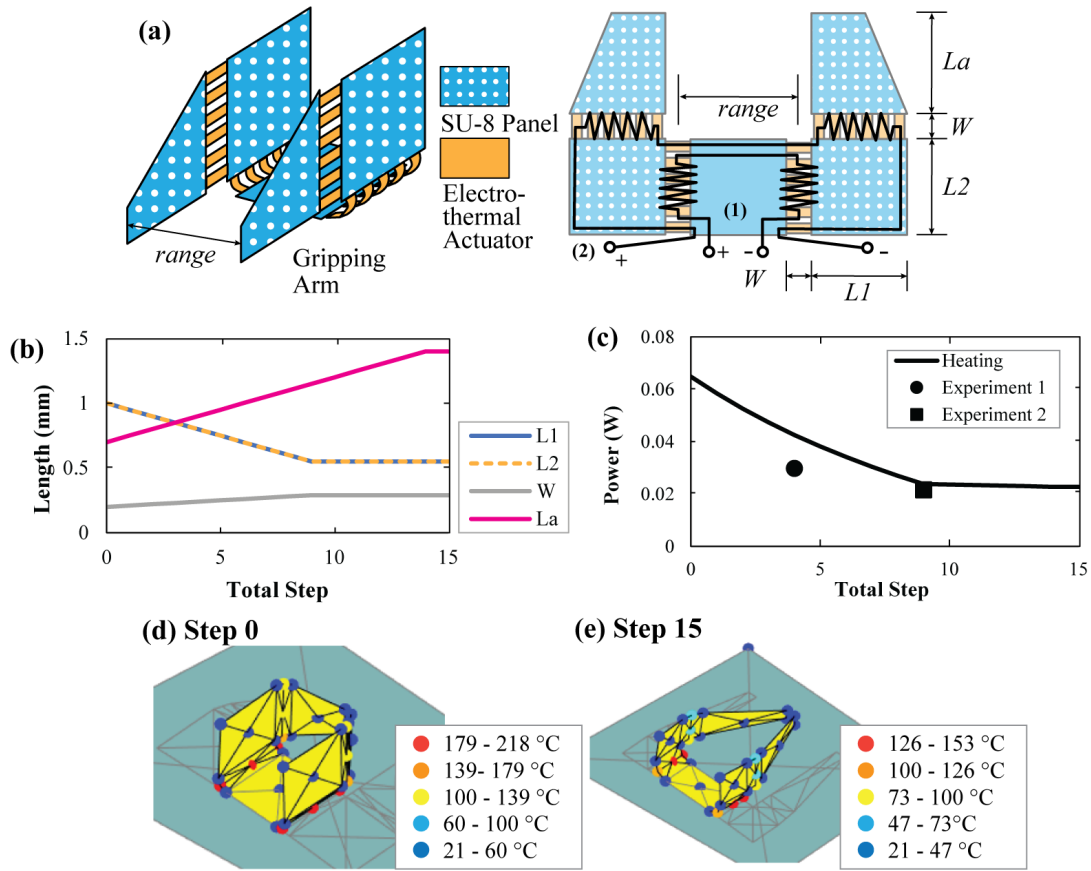 (a)
SU-8 Panel
Electro-
thermal
Actuator
range
Gripping
Arm
range
La
W
L2
(1)
(2)
+
+
-
-
W
L1
(b)
Length (mm)
1.5
1
0.5
0
0
5
10
15
Total Step
L1
L2
W
La
(c)
Power (W)
0.08
0.06
0.04
0.02
0
0
5
10
15
Total Step
Heating
Experiment 1
Experiment 2
(d) Step 0
179 - 218 °C
139- 179 °C
100 - 139 °C
60 - 100 °C
21 - 60 °C
(e) Step 15
126 - 153 °C
100 - 126 °C
73 - 100 °C
47 - 73°C
21 - 47 °C